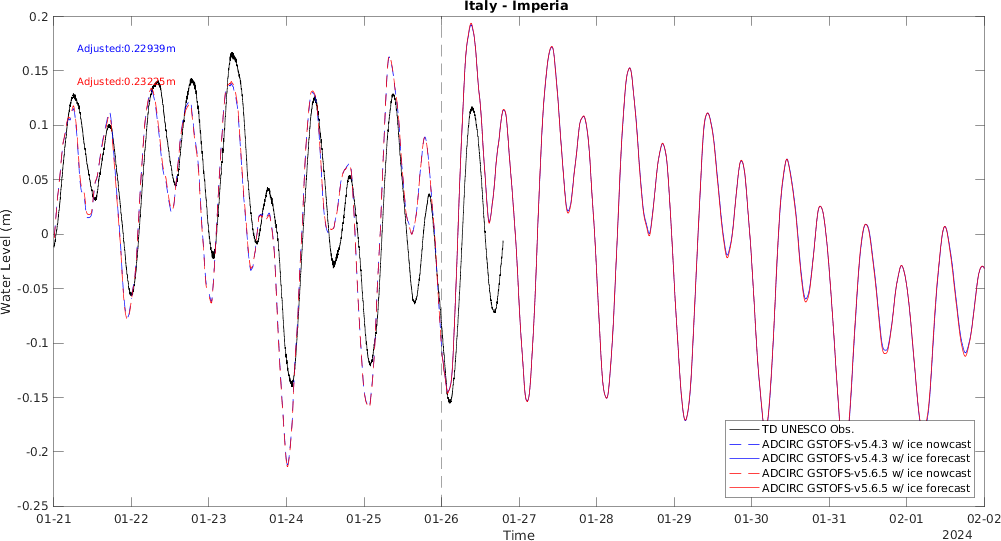 Italy - Imperia
Adjusted:0.22939m
Adjusted:0.23225m
Water Level (m)
0.2
0.15
0.1
0.05
0
-0.05
-0.1
-0.15
-0.2
-0.25
TD UNESCO Obs.
ADCIRC GSTOFS-v5.4.3 w/ ice nowcast
ADCIRC GSTOFS-v5.4.3 w/ ice forecast
ADCIRC GSTOFS-v5.6.5 w/ ice nowcast
ADCIRC GSTOFS-v5.6.5 w/ ice forecast
01-21 01-22 01-23 01-24 01-25 01-26 01-27 01-28 01-29 01-30 01-31 02-01 02-02
Time
2024